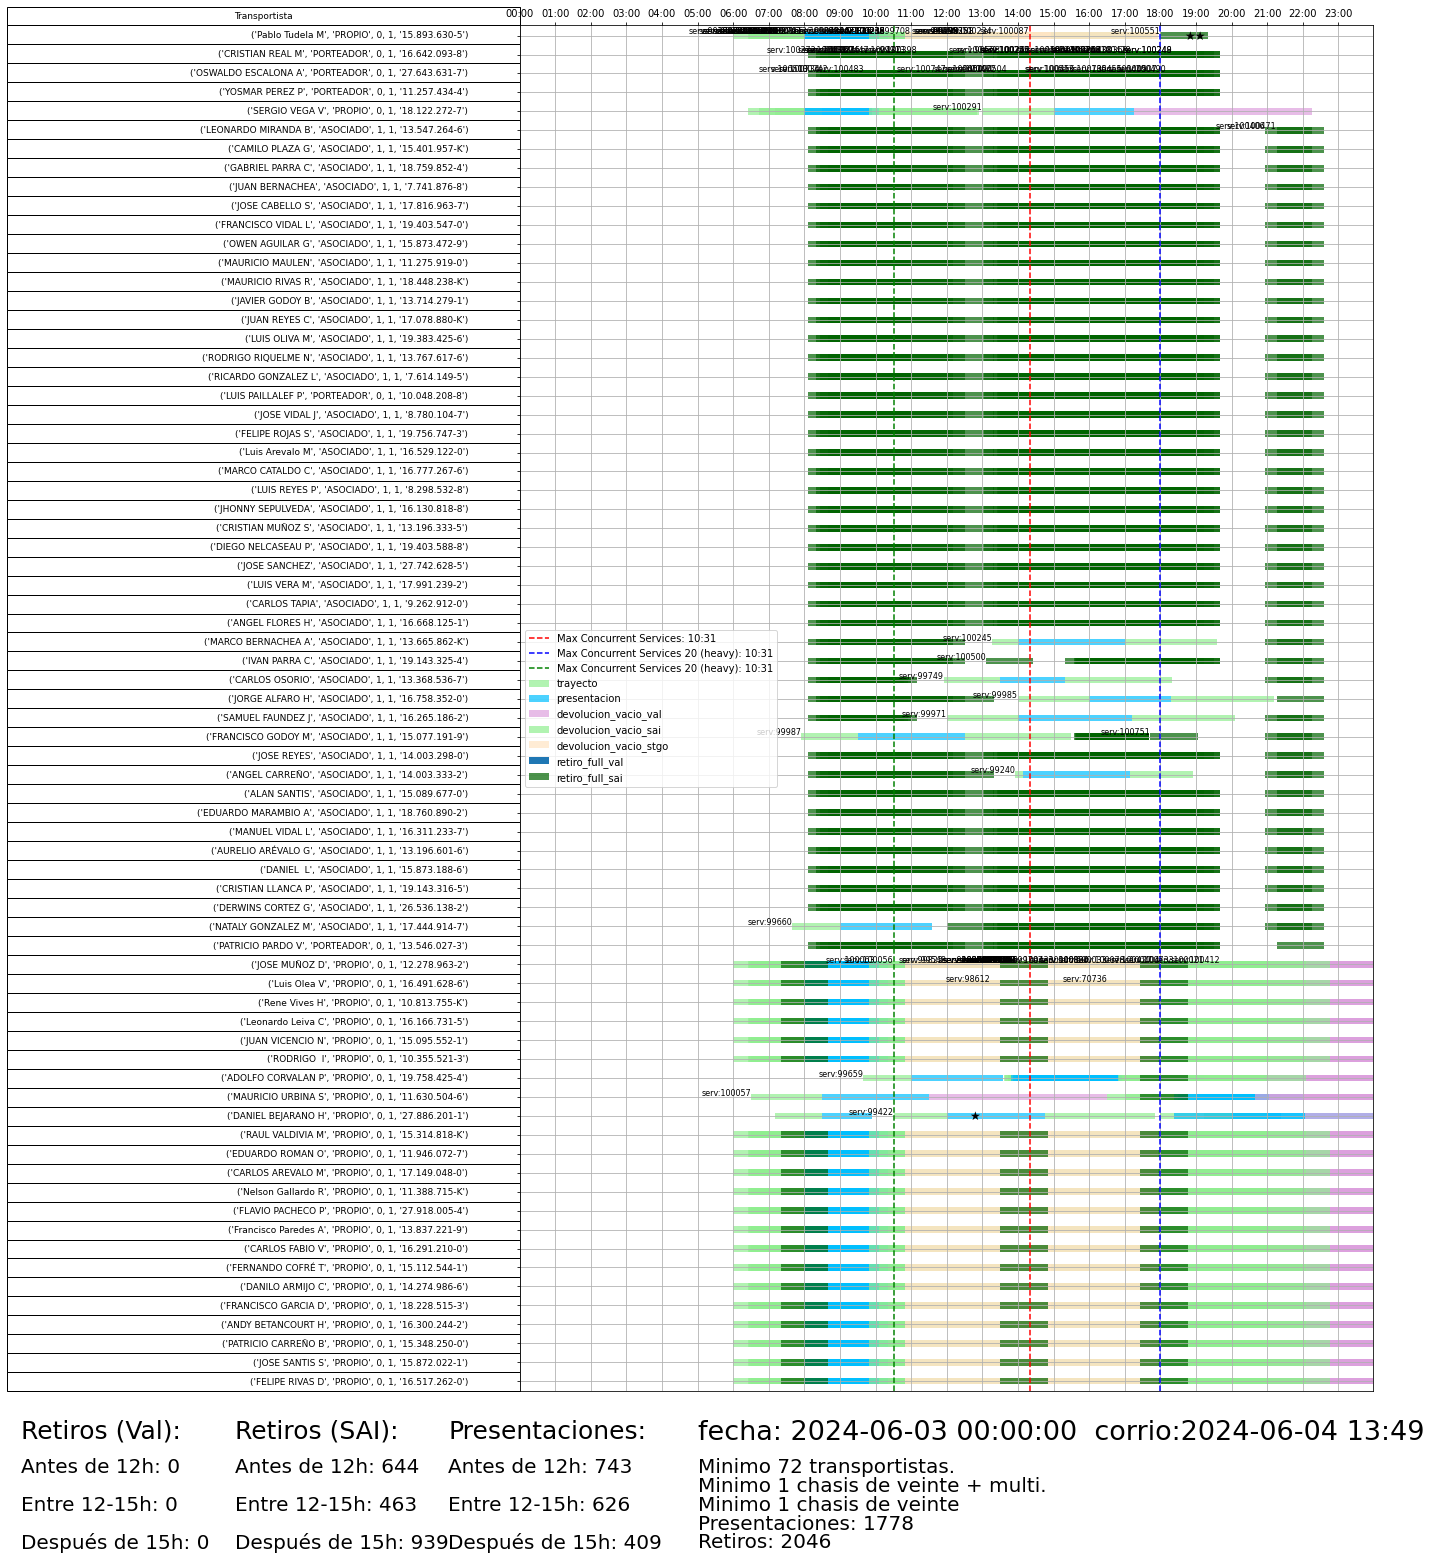 Transportista
00:00 01:00 02:00 03:00 04:00 05:00 06:00 07:00 08:00 09:00 10:00 11:00 12:00 13:00 14:00 15:00 16:00 17:00 18:00 19:00 20:00 21:00 22:00 23:00
('Pablo Tudela M', 'PROPIO', 0, 1, '15.893.630-5')
serv:100551
('CRISTIAN REAL M', 'PORTEADOR', 0, 1, '16.642.093-8')
('OSWALDO ESCALONA A', 'PORTEADOR', 0, 1, '27.643.631-7')
('YOSMAR PEREZ P', 'PORTEADOR', 0, 1, '11.257.434-4')
('SERGIO VEGA V', 'PROPIO', 0, 1, '18.122.272-7')
serv:100291
('LEONARDO MIRANDA B', 'ASOCIADO', 1, 1, '13.547.264-6')
('CAMILO PLAZA G', 'ASOCIADO', 1, 1, '15.401.957-K')
('GABRIEL PARRA C', 'ASOCIADO', 1, 1, '18.759.852-4')
('JUAN BERNACHEA', 'ASOCIADO', 1, 1, '7.741.876-8')
('JOSE CABELLO S', 'ASOCIADO', 1, 1, '17.816.963-7')
('FRANCISCO VIDAL L', 'ASOCIADO', 1, 1, '19.403.547-0')
('OWEN AGUILAR G', 'ASOCIADO', 1, 1, '15.873.472-9')
('MAURICIO MAULEN', 'ASOCIADO', 1, 1, '11.275.919-0')
('MAURICIO RIVAS R', 'ASOCIADO', 1, 1, '18.448.238-K')
('JAVIER GODOY B', 'ASOCIADO', 1, 1, '13.714.279-1')
('JUAN REYES C', 'ASOCIADO', 1, 1, '17.078.880-K')
('LUIS OLIVA M', 'ASOCIADO', 1, 1, '19.383.425-6')
('RODRIGO RIQUELME N', 'ASOCIADO', 1, 1, '13.767.617-6')
('RICARDO GONZALEZ L', 'ASOCIADO', 1, 1, '7.614.149-5')
('LUIS PAILLALEF P', 'PORTEADOR', 0, 1, '10.048.208-8')
('JOSE VIDAL J', 'ASOCIADO', 1, 1, '8.780.104-7')
('FELIPE ROJAS S', 'ASOCIADO', 1, 1, '19.756.747-3')
('Luis Arevalo M', 'ASOCIADO', 1, 1, '16.529.122-0')
('MARCO CATALDO C', 'ASOCIADO', 1, 1, '16.777.267-6')
('LUIS REYES P', 'ASOCIADO', 1, 1, '8.298.532-8')
('JHONNY SEPULVEDA', 'ASOCIADO', 1, 1, '16.130.818-8')
('CRISTIAN MUÑOZ S', 'ASOCIADO', 1, 1, '13.196.333-5')
('DIEGO NELCASEAU P', 'ASOCIADO', 1, 1, '19.403.588-8')
('JOSE SANCHEZ', 'ASOCIADO', 1, 1, '27.742.628-5')
('LUIS VERA M', 'ASOCIADO', 1, 1, '17.991.239-2')
('CARLOS TAPIA', 'ASOCIADO', 1, 1, '9.262.912-0')
('ANGEL FLORES H', 'ASOCIADO', 1, 1, '16.668.125-1')
('MARCO BERNACHEA A', 'ASOCIADO', 1, 1, '13.665.862-K')
serv:100245
('IVAN PARRA C', 'ASOCIADO', 1, 1, '19.143.325-4')
serv:100500
('CARLOS OSORIO', 'ASOCIADO', 1, 1, '13.368.536-7')
serv:99749
('JORGE ALFARO H', 'ASOCIADO', 1, 1, '16.758.352-0')
serv:99985
('SAMUEL FAUNDEZ J', 'ASOCIADO', 1, 1, '16.265.186-2')
serv:99971
('FRANCISCO GODOY M', 'ASOCIADO', 1, 1, '15.077.191-9')
serv:99987 serv:100751
('JOSE REYES', 'ASOCIADO', 1, 1, '14.003.298-0')
('ANGEL CARREÑO', 'ASOCIADO', 1, 1, '14.003.333-2')
serv:99240
('ALAN SANTIS', 'ASOCIADO', 1, 1, '15.089.677-0')
('EDUARDO MARAMBIO A', 'ASOCIADO', 1, 1, '18.760.890-2')
('MANUEL VIDAL L', 'ASOCIADO', 1, 1, '16.311.233-7')
('AURELIO ARÉVALO G', 'ASOCIADO', 1, 1, '13.196.601-6')
('DANIEL  L', 'ASOCIADO', 1, 1, '15.873.188-6')
('CRISTIAN LLANCA P', 'ASOCIADO', 1, 1, '19.143.316-5')
('DERWINS CORTEZ G', 'ASOCIADO', 1, 1, '26.536.138-2')
('NATALY GONZALEZ M', 'ASOCIADO', 1, 1, '17.444.914-7')
serv:99660
('PATRICIO PARDO V', 'PORTEADOR', 0, 1, '13.546.027-3')
('JOSE MUÑOZ D', 'PROPIO', 0, 1, '12.278.963-2')
('Luis Olea V', 'PROPIO', 0, 1, '16.491.628-6')
serv:98612 serv:70736
('Rene Vives H', 'PROPIO', 0, 1, '10.813.755-K')
('Leonardo Leiva C', 'PROPIO', 0, 1, '16.166.731-5')
('JUAN VICENCIO N', 'PROPIO', 0, 1, '15.095.552-1')
('RODRIGO  I', 'PROPIO', 0, 1, '10.355.521-3')
('ADOLFO CORVALAN P', 'PROPIO', 0, 1, '19.758.425-4')
serv:99659
('MAURICIO URBINA S', 'PROPIO', 0, 1, '11.630.504-6')
serv:100057
('DANIEL BEJARANO H', 'PROPIO', 0, 1, '27.886.201-1')
serv:99422
('RAUL VALDIVIA M', 'PROPIO', 0, 1, '15.314.818-K')
('EDUARDO ROMAN O', 'PROPIO', 0, 1, '11.946.072-7')
('CARLOS AREVALO M', 'PROPIO', 0, 1, '17.149.048-0')
('Nelson Gallardo R', 'PROPIO', 0, 1, '11.388.715-K')
('FLAVIO PACHECO P', 'PROPIO', 0, 1, '27.918.005-4')
('Francisco Paredes A', 'PROPIO', 0, 1, '13.837.221-9')
('CARLOS FABIO V', 'PROPIO', 0, 1, '16.291.210-0')
('FERNANDO COFRÉ T', 'PROPIO', 0, 1, '15.112.544-1')
('DANILO ARMIJO C', 'PROPIO', 0, 1, '14.274.986-6')
('FRANCISCO GARCIA D', 'PROPIO', 0, 1, '18.228.515-3')
('ANDY BETANCOURT H', 'PROPIO', 0, 1, '16.300.244-2')
('PATRICIO CARREÑO B', 'PROPIO', 0, 1, '15.348.250-0')
('JOSE SANTIS S', 'PROPIO', 0, 1, '15.872.022-1')
('FELIPE RIVAS D', 'PROPIO', 0, 1, '16.517.262-0')
Max Concurrent Services: 10:31
Max Concurrent Services 20 (heavy): 10:31
Max Concurrent Services 20 (heavy): 10:31
trayecto
presentacion
devolucion_vacio_val
devolucion_vacio_sai
devolucion_vacio_stgo
retiro_full_val
retiro_full_sai
Retiros (Val):
Antes de 12h: 0
Entre 12-15h: 0
Después de 15h: 0
Retiros (SAI):
Antes de 12h: 644
Entre 12-15h: 463
Después de 15h: 939
Presentaciones:
Antes de 12h: 743
Entre 12-15h: 626
Después de 15h: 409
fecha: 2024-06-03 00:00:00  corrio:2024-06-04 13:49
Minimo 72 transportistas.
Minimo 1 chasis de veinte + multi.
Minimo 1 chasis de veinte
Presentaciones: 1778
Retiros: 2046